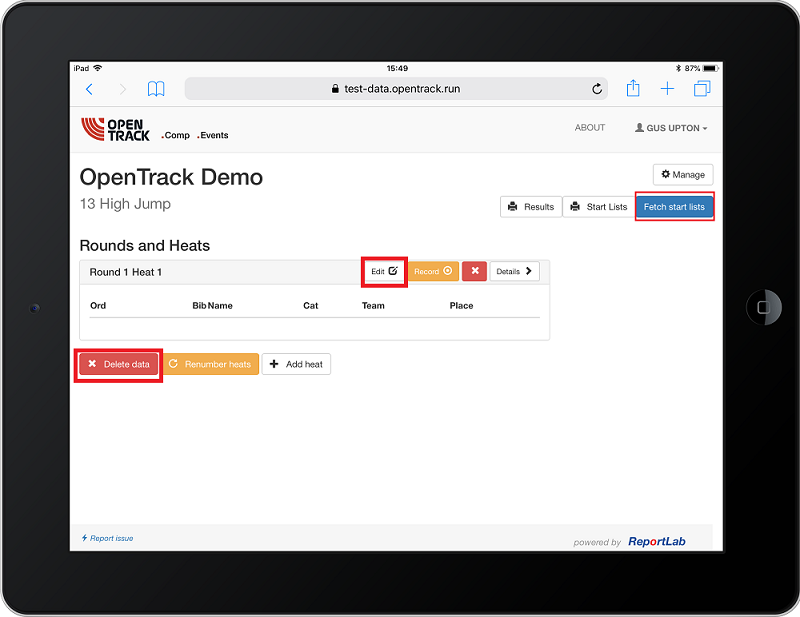 iPad 15:49 87%
test-data.opentrack.run
OPEN TRACK .Comp .Events ABOUT GUS UPTON
OpenTrack Demo Manage
13 High Jump Results Start Lists Fetch start lists
Rounds and Heats
Round 1 Heat 1 Edit Record Details
Ord Bib Name Cat Team Place
Delete data Renumber heats Add heat
Report issue powered by ReportLab